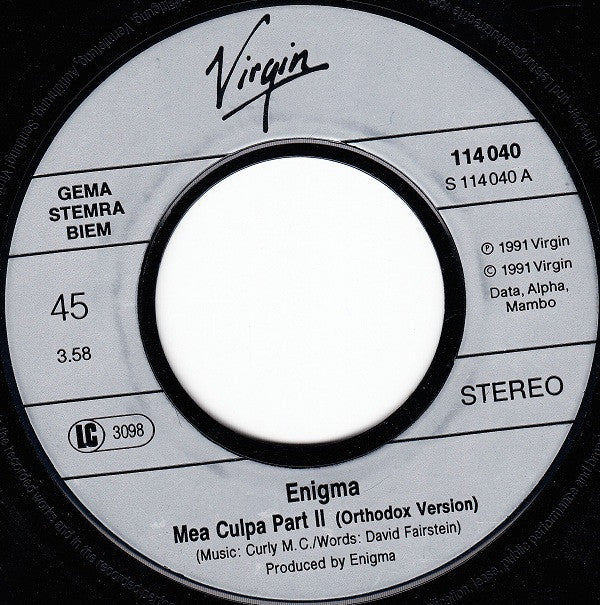 Virgin
114 040
S 114 040 A
GEMA
STEMRA
BIEM
℗ 1991 Virgin
© 1991 Virgin
Data, Alpha,
Mambo
45
3.58
STEREO
LC 3098
Enigma
Mea Culpa Part II (Orthodox Version)
(Music: Curly M.C./Words: David Fairstein)
Produced by Enigma